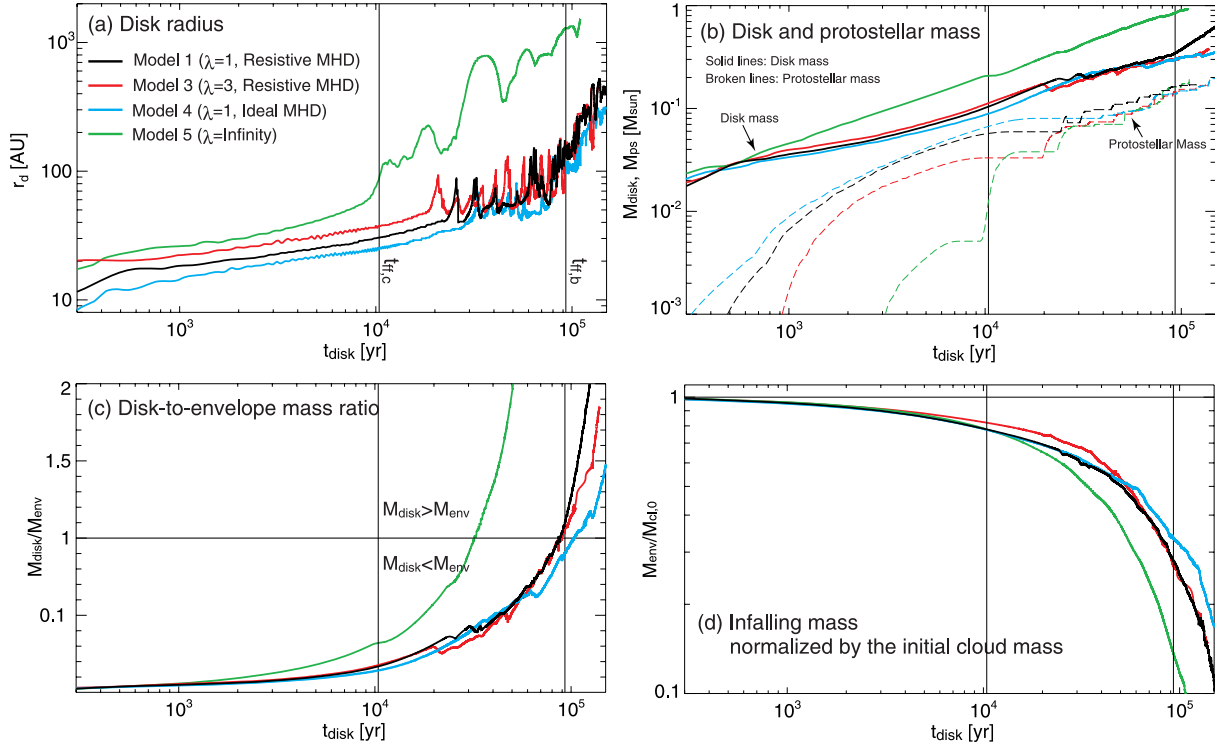 (a) Disk radius
Model 1 (λ=1, Resistive MHD)
Model 3 (λ=3, Resistive MHD)
Model 4 (λ=1, Ideal MHD)
Model 5 (λ=Infinity)
10³
100
10
r_d [AU]
t_ff,c
t_ff,b
10³
10⁴
10⁵
t_disk [yr]
(b) Disk and protostellar mass
Solid lines: Disk mass
Broken lines: Protostellar mass
Disk mass
Protostellar Mass
1
10⁻¹
10⁻²
10⁻³
M_disk, M_ps [M_sun]
10³
10⁴
10⁵
t_disk [yr]
(c) Disk-to-envelope mass ratio
2
1.5
1
0.1
M_disk/M_env
M_disk>M_env
M_disk<M_env
10³
10⁴
10⁵
t_disk [yr]
1
0.1
M_env/M_cl,0
(d) Infalling mass
normalized by the initial cloud mass
10³
10⁴
10⁵
t_disk [yr]